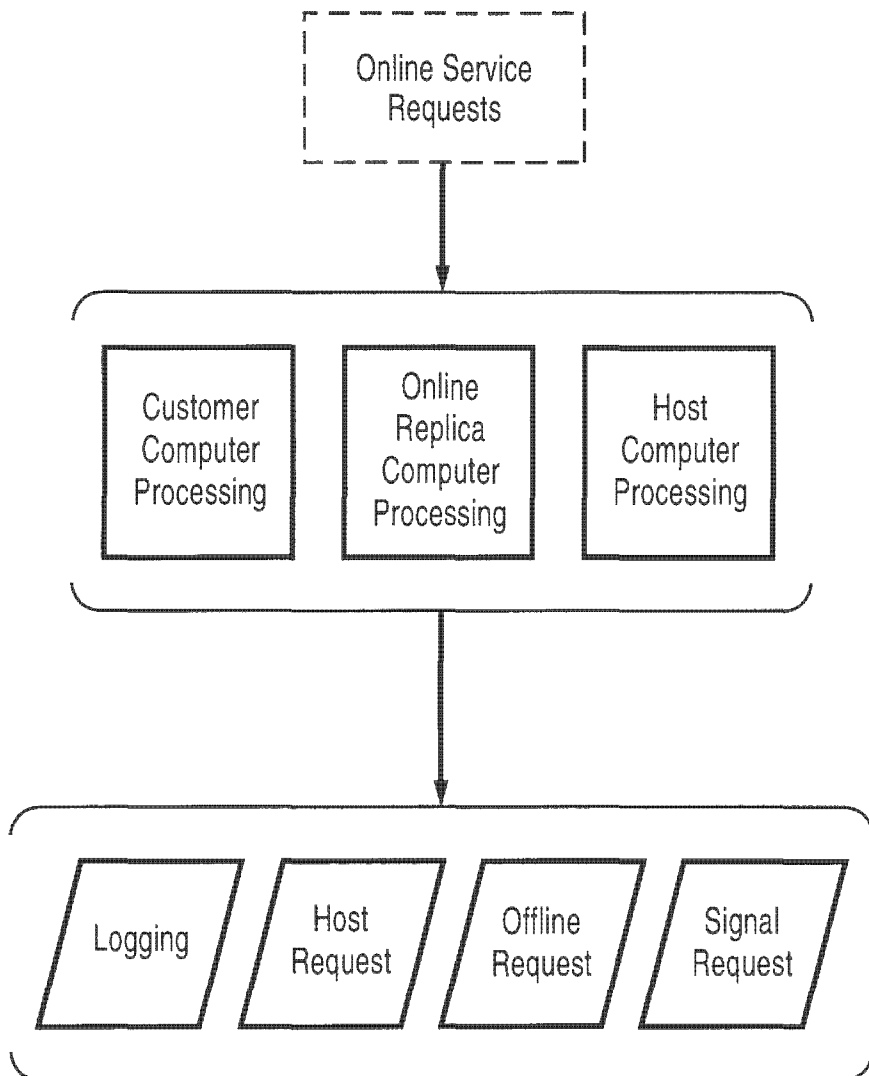 Online Service
Requests
Customer
Computer
Processing
Online
Replica
Computer
Processing
Host
Computer
Processing
Logging
Host
Request
Offline
Request
Signal
Request